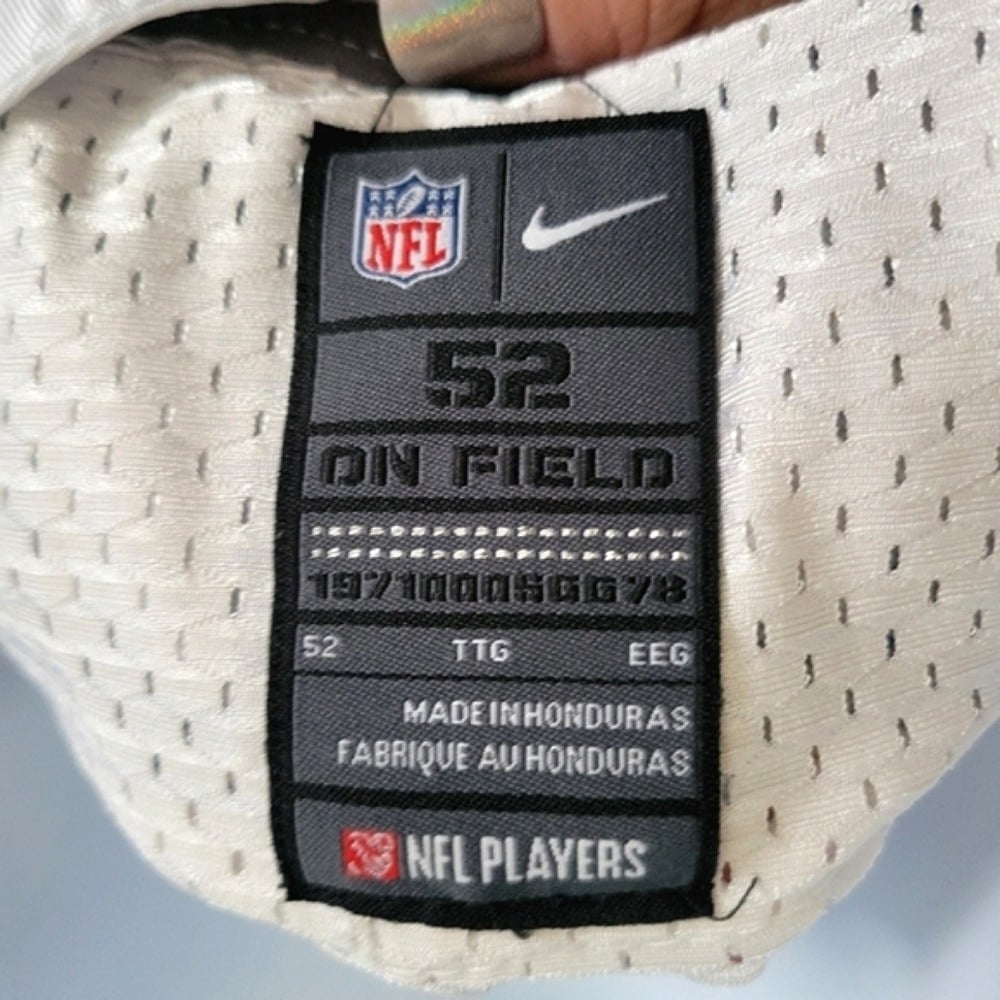 NFL
52
ON FIELD
52 TTG EEG
MADE IN HONDURAS
FABRIQUE AU HONDURAS
NFL PLAYERS